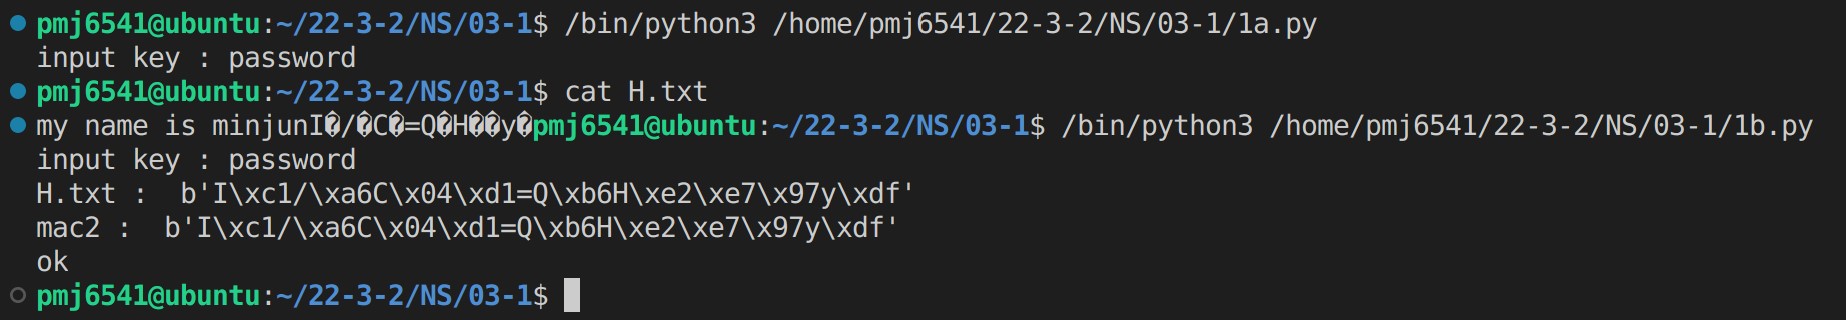 pmj6541@ubuntu:~/22-3-2/NS/03-1$ /bin/python3 /home/pmj6541/22-3-2/NS/03-1/1a.py
input key : password
pmj6541@ubuntu:~/22-3-2/NS/03-1$ cat H.txt
my name is minjunI�/�C�=Q�H��y�pmj6541@ubuntu:~/22-3-2/NS/03-1$ /bin/python3 /home/pmj6541/22-3-2/NS/03-1/1b.py
input key : password
H.txt :  b'I\xc1/\xa6C\x04\xd1=Q\xb6H\xe2\xe7\x97y\xdf'
mac2 :  b'I\xc1/\xa6C\x04\xd1=Q\xb6H\xe2\xe7\x97y\xdf'
ok
pmj6541@ubuntu:~/22-3-2/NS/03-1$